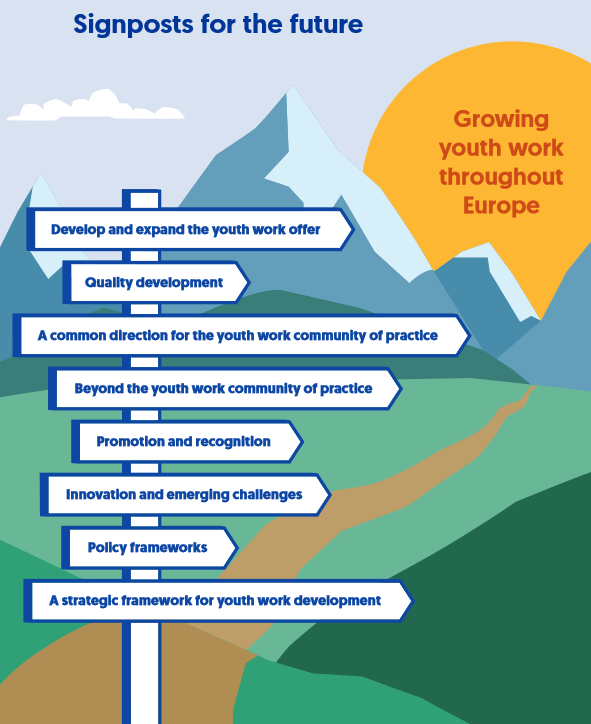 Signposts for the future
Growing
youth work
throughout
Europe
Develop and expand the youth work offer
Quality development
A common direction for the youth work community of practice
Beyond the youth work community of practice
Promotion and recognition
Innovation and emerging challenges
Policy frameworks
A strategic framework for youth work development